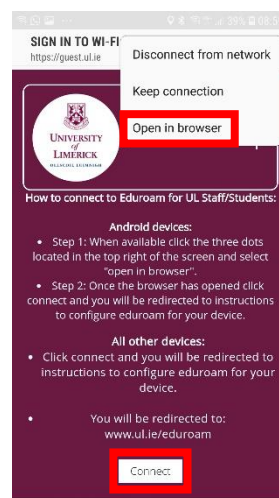 39% 08:5
SIGN IN TO WI-FI
https://guest.ul.ie
Disconnect from network
Keep connection
Open in browser
UNIVERSITY
of
LIMERICK
OLLSCOIL LUIMNIGH
How to connect to Eduroam for UL Staff/Students:
Android devices:
• Step 1: When available click the three dots
located in the top right of the screen and select
"open in browser".
• Step 2: Once the browser has opened click
connect and you will be redirected to instructions
to configure eduroam for your device.
All other devices:
• Click connect and you will be redirected to
instructions to configure eduroam for your
device.
• You will be redirected to:
www.ul.ie/eduroam
Connect